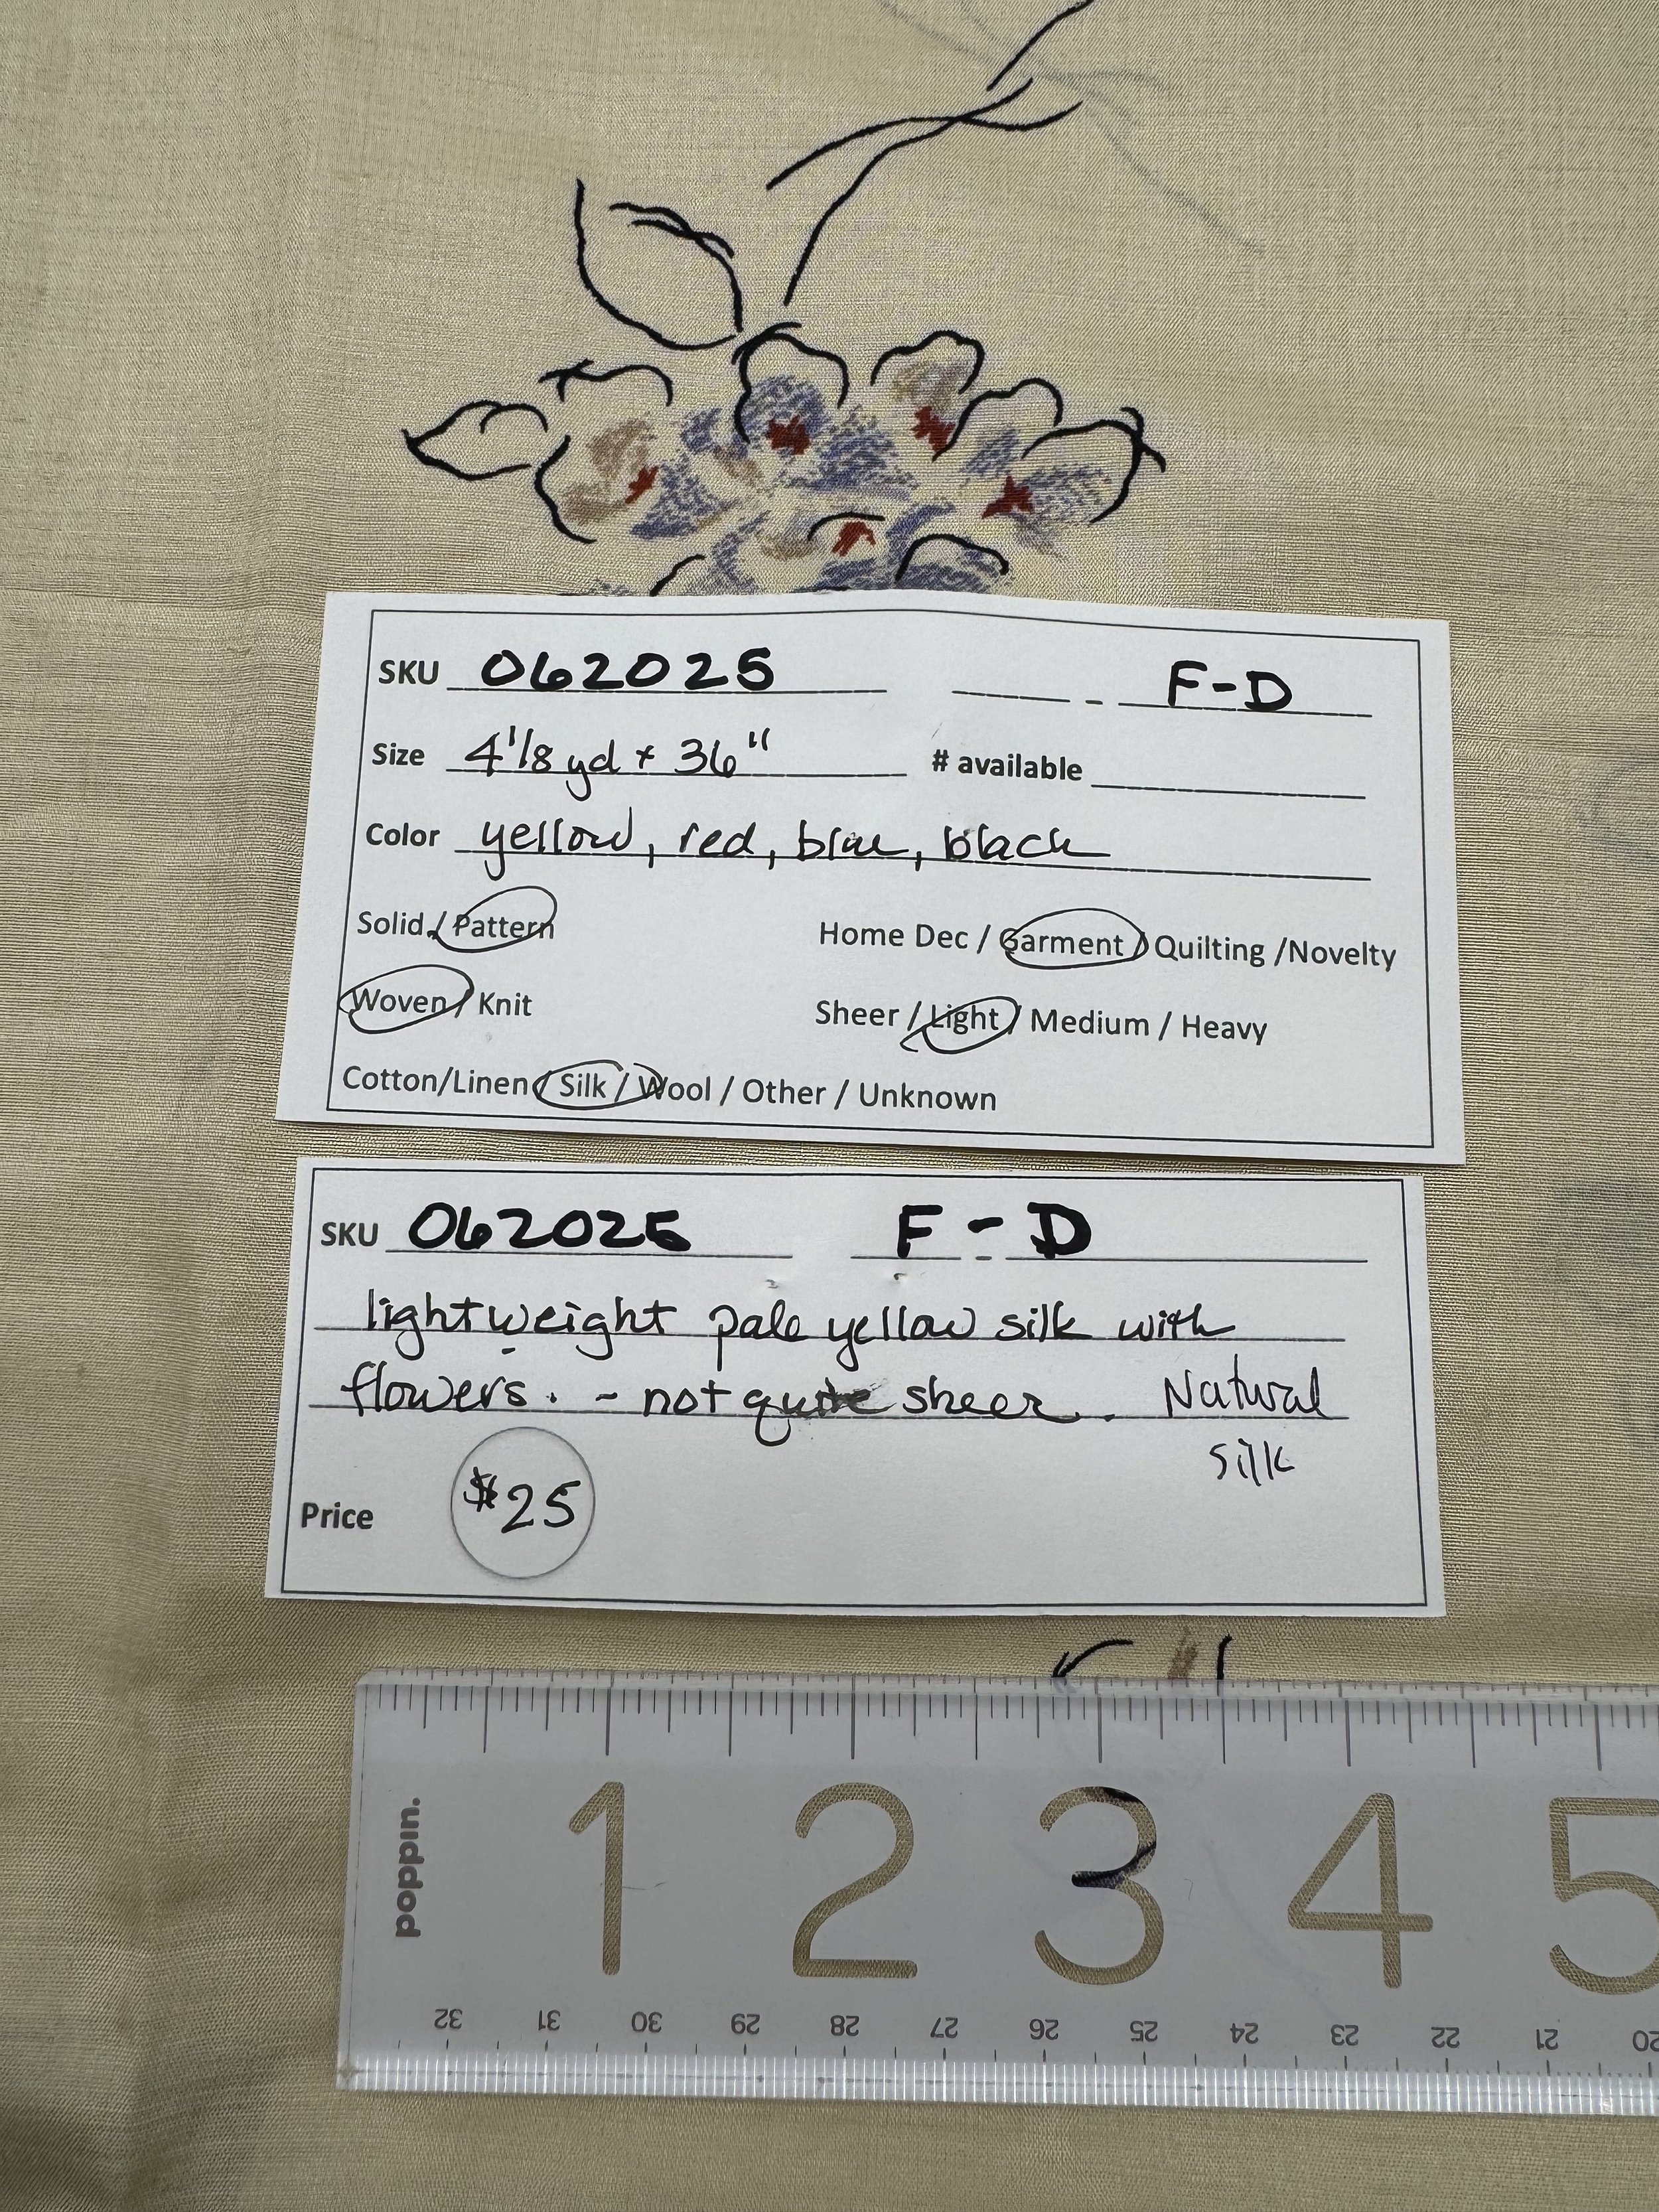 SKU 062025 - F-D
Size 4 1/8 yd * 36" # available
Color yellow, red, blue, black
Solid / Pattern Home Dec / Garment / Quilting /Novelty
Woven / Knit Sheer / Light / Medium / Heavy
Cotton/Linen / Silk / Wool / Other / Unknown
SKU 062025 F - D
lightweight pale yellow silk with
flowers. - not quite sheer. Natural
silk
Price $25
poppin.
1 2 3 4 5
32 31 30 29 28 27 26 25 24 23 22 21 20